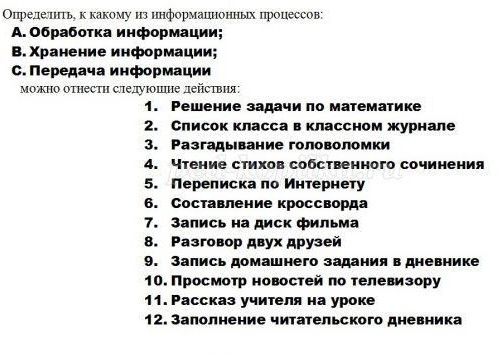 Определить, к какому из информационных процессов:
А. Обработка информации;
В. Хранение информации;
С. Передача информации
можно отнести следующие действия:
1. Решение задачи по математике
2. Список класса в классном журнале
3. Разгадывание головоломки
4. Чтение стихов собственного сочинения
5. Переписка по Интернету
6. Составление кроссворда
7. Запись на диск фильма
8. Разговор двух друзей
9. Запись домашнего задания в дневнике
10. Просмотр новостей по телевизору
11. Рассказ учителя на уроке
12. Заполнение читательского дневника